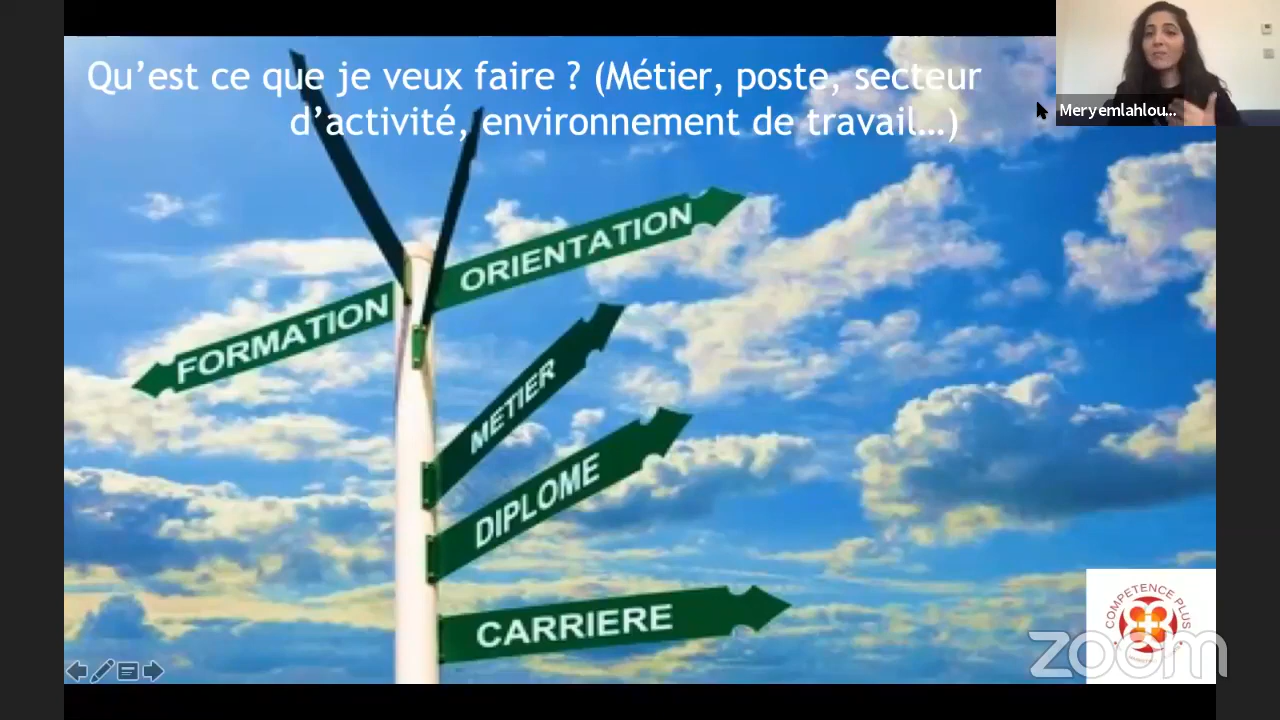 Qu’est ce que je veux faire ? (Métier, poste, secteur
d’activité, environnement de travail…)
Meryemlahlou...
ORIENTATION
FORMATION
METIER
DIPLOME
CARRIERE
COMPETENCE PLUS
zoom